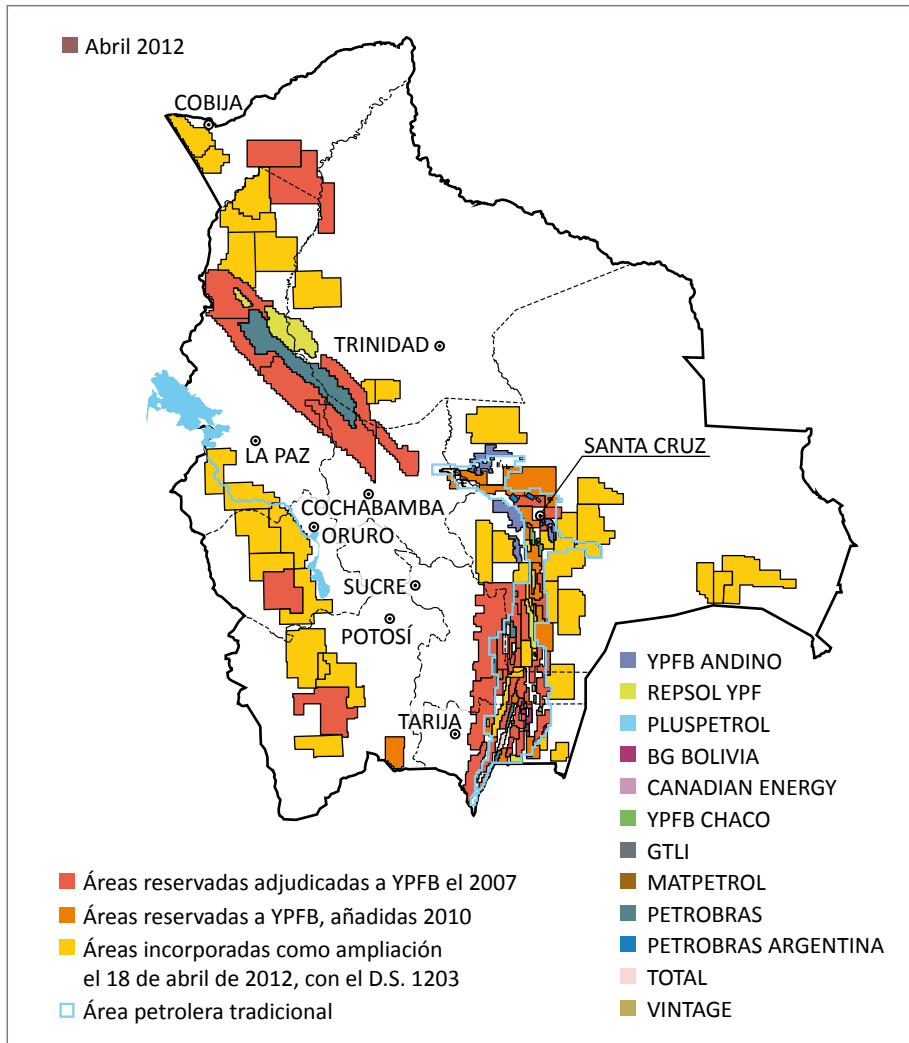 Abril 2012
COBIJA
TRINIDAD
SANTA CRUZ
LA PAZ
COCHABAMBA
ORURO
SUCRE
POTOSÍ
TARIJA
YPFB ANDINO
REPSOL YPF
PLUSPETROL
BG BOLIVIA
CANADIAN ENERGY
YPFB CHACO
GTLI
MATPETROL
PETROBRAS
PETROBRAS ARGENTINA
TOTAL
VINTAGE
Áreas reservadas adjudicadas a YPFB el 2007
Áreas reservadas a YPFB, añadidas 2010
Áreas incorporadas como ampliación
el 18 de abril de 2012, con el D.S. 1203
Área petrolera tradicional